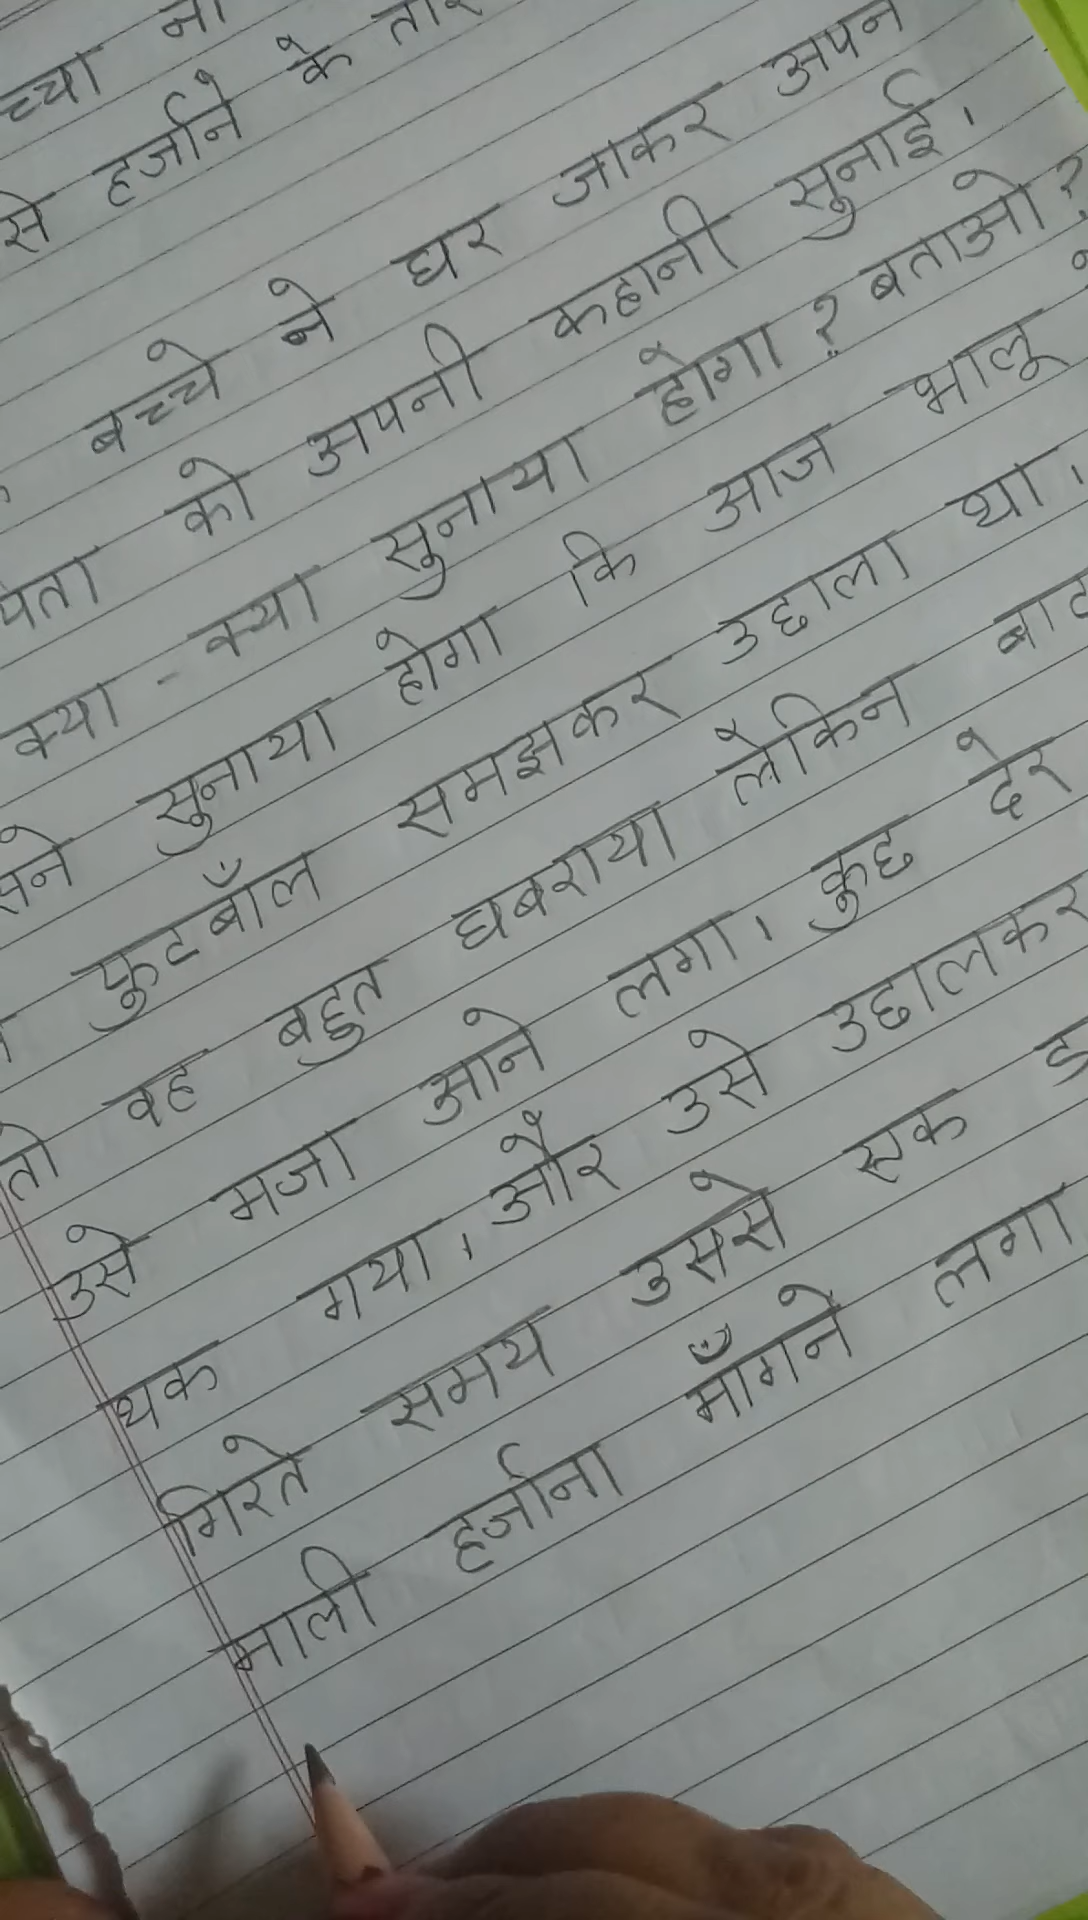 च्चा
से हर्जाने के
बच्चे ने घर जाकर अपन
पिता को अपनी कहानी सुनाई।
क्या - क्या सुनाया होगा? बताओ?
सने सुनाया होगा कि आज भालू
फुटबॉल समझकर उछाला था।
तो वह बहुत घबराया लेकिन बाद
उसे मजा आने लगा। कुछ देर
थक गया। और उसे उछालकर
गिरते समय उससे एक ड
माली हर्जाना माँगने लगा